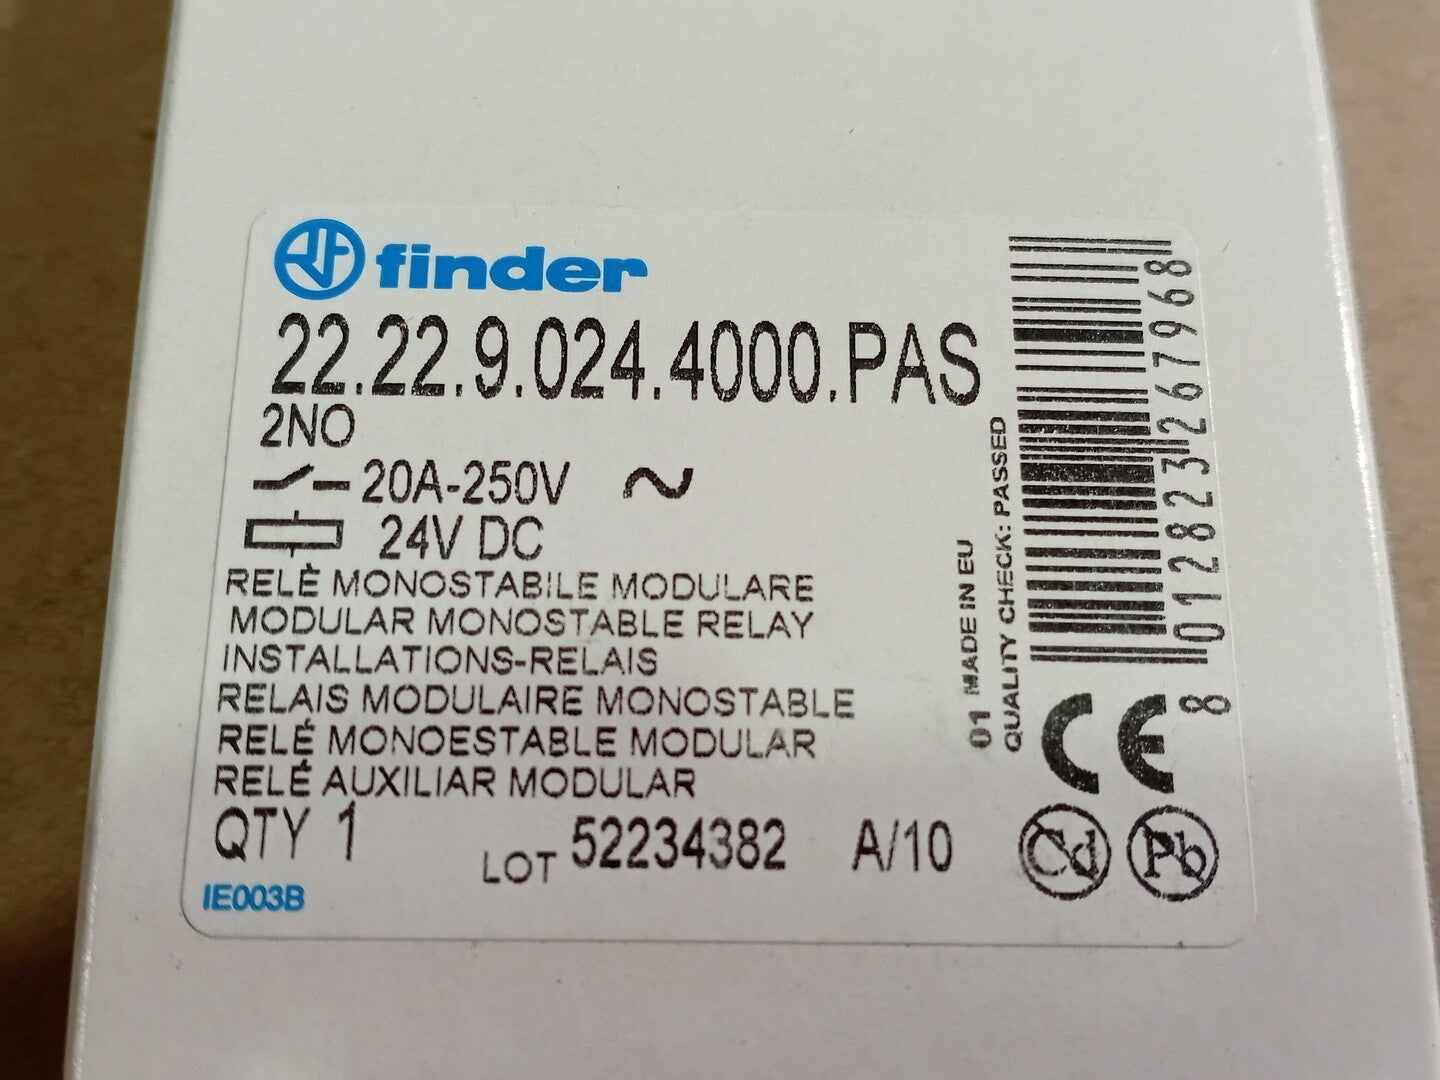 finder
22.22.9.024.4000.PAS
2NO
20A-250V ~
24V DC
RELÈ MONOSTABILE MODULARE
MODULAR MONOSTABLE RELAY
INSTALLATIONS-RELAIS
RELAIS MODULAIRE MONOSTABLE
RELÉ MONOESTABLE MODULAR
RELÉ AUXILIAR MODULAR
QTY 1
LOT 52234382 A/10
IE003B
01 MADE IN EU
QUALITY CHECK: PASSED
8 012823 267968
CE
Cd
Pb